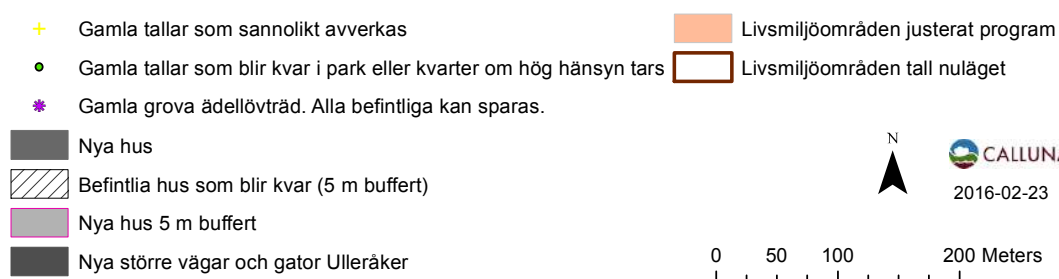 Gamla tallar som sannolikt avverkas
Gamla tallar som blir kvar i park eller kvarter om hög hänsyn tars
Gamla grova ädellövträd. Alla befintliga kan sparas.
Nya hus
Befintlia hus som blir kvar (5 m buffert)
Nya hus 5 m buffert
Nya större vägar och gator Ulleråker
Livsmiljöområden justerat program
Livsmiljöområden tall nuläget
N
CALLUNA
2016-02-23
0 50 100 200 Meters